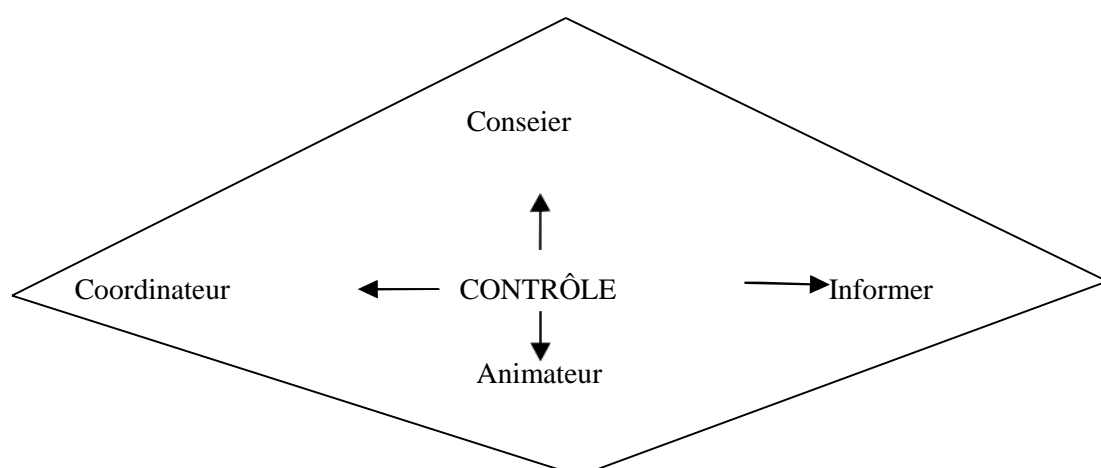 Conseier
Coordinateur
CONTRÔLE
Informer
Animateur